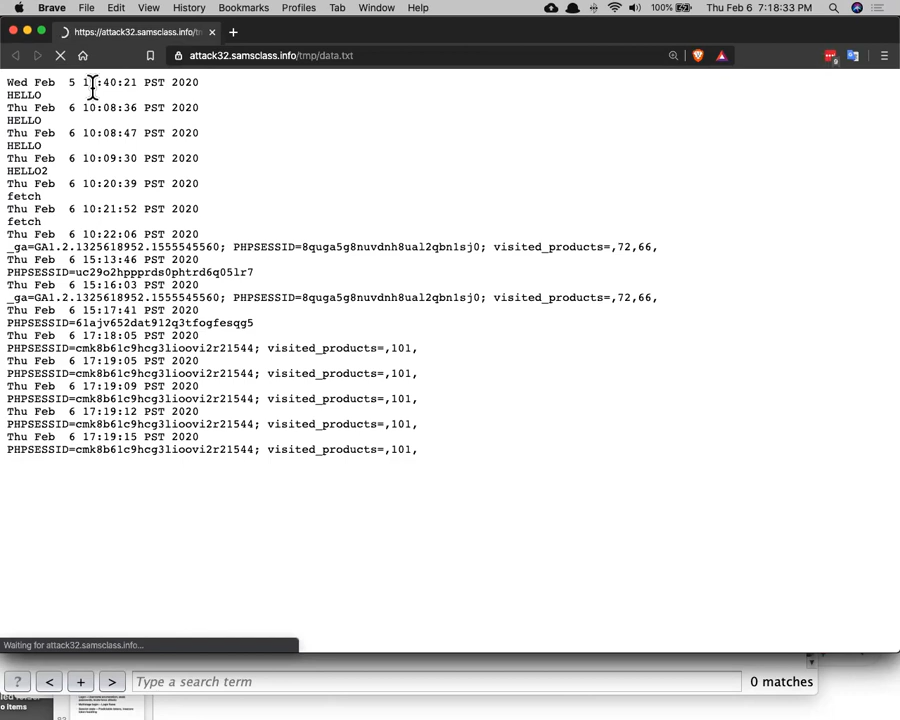 Brave File Edit View History Bookmarks Profiles Tab Window Help 100% Thu Feb 6 7:18:33 PM
https://attack32.samsclass.info/tm
attack32.samsclass.info/tmp/data.txt
Wed Feb 5 :40:21 PST 2020
HELLO
Thu Feb 6 10:08:36 PST 2020
HELLO
Thu Feb 6 10:08:47 PST 2020
HELLO
Thu Feb 6 10:09:30 PST 2020
HELLO2
Thu Feb 6 10:20:39 PST 2020
fetch
Thu Feb 6 10:21:52 PST 2020
fetch
Thu Feb 6 10:22:06 PST 2020
_ga=GA1.2.1325618952.1555545560; PHPSESSID=8quga5g8nuvdnh8ual2qbn1sj0; visited_products=,72,66,
Thu Feb 6 15:13:46 PST 2020
PHPSESSID=uc29o2hppprds0phtrd6q05lr7
Thu Feb 6 15:16:03 PST 2020
_ga=GA1.2.1325618952.1555545560; PHPSESSID=8quga5g8nuvdnh8ual2qbn1sj0; visited_products=,72,66,
Thu Feb 6 15:17:41 PST 2020
PHPSESSID=61ajv652dat912q3tfogfesqg5
Thu Feb 6 17:18:05 PST 2020
PHPSESSID=cmk8b61c9hcg3lioovi2r21544; visited_products=,101,
Thu Feb 6 17:19:05 PST 2020
PHPSESSID=cmk8b61c9hcg3lioovi2r21544; visited_products=,101,
Thu Feb 6 17:19:09 PST 2020
PHPSESSID=cmk8b61c9hcg3lioovi2r21544; visited_products=,101,
Thu Feb 6 17:19:12 PST 2020
PHPSESSID=cmk8b61c9hcg3lioovi2r21544; visited_products=,101,
Thu Feb 6 17:19:15 PST 2020
PHPSESSID=cmk8b61c9hcg3lioovi2r21544; visited_products=,101,
Waiting for attack32.samsclass.info...
? < + > Type a search term 0 matches
o items